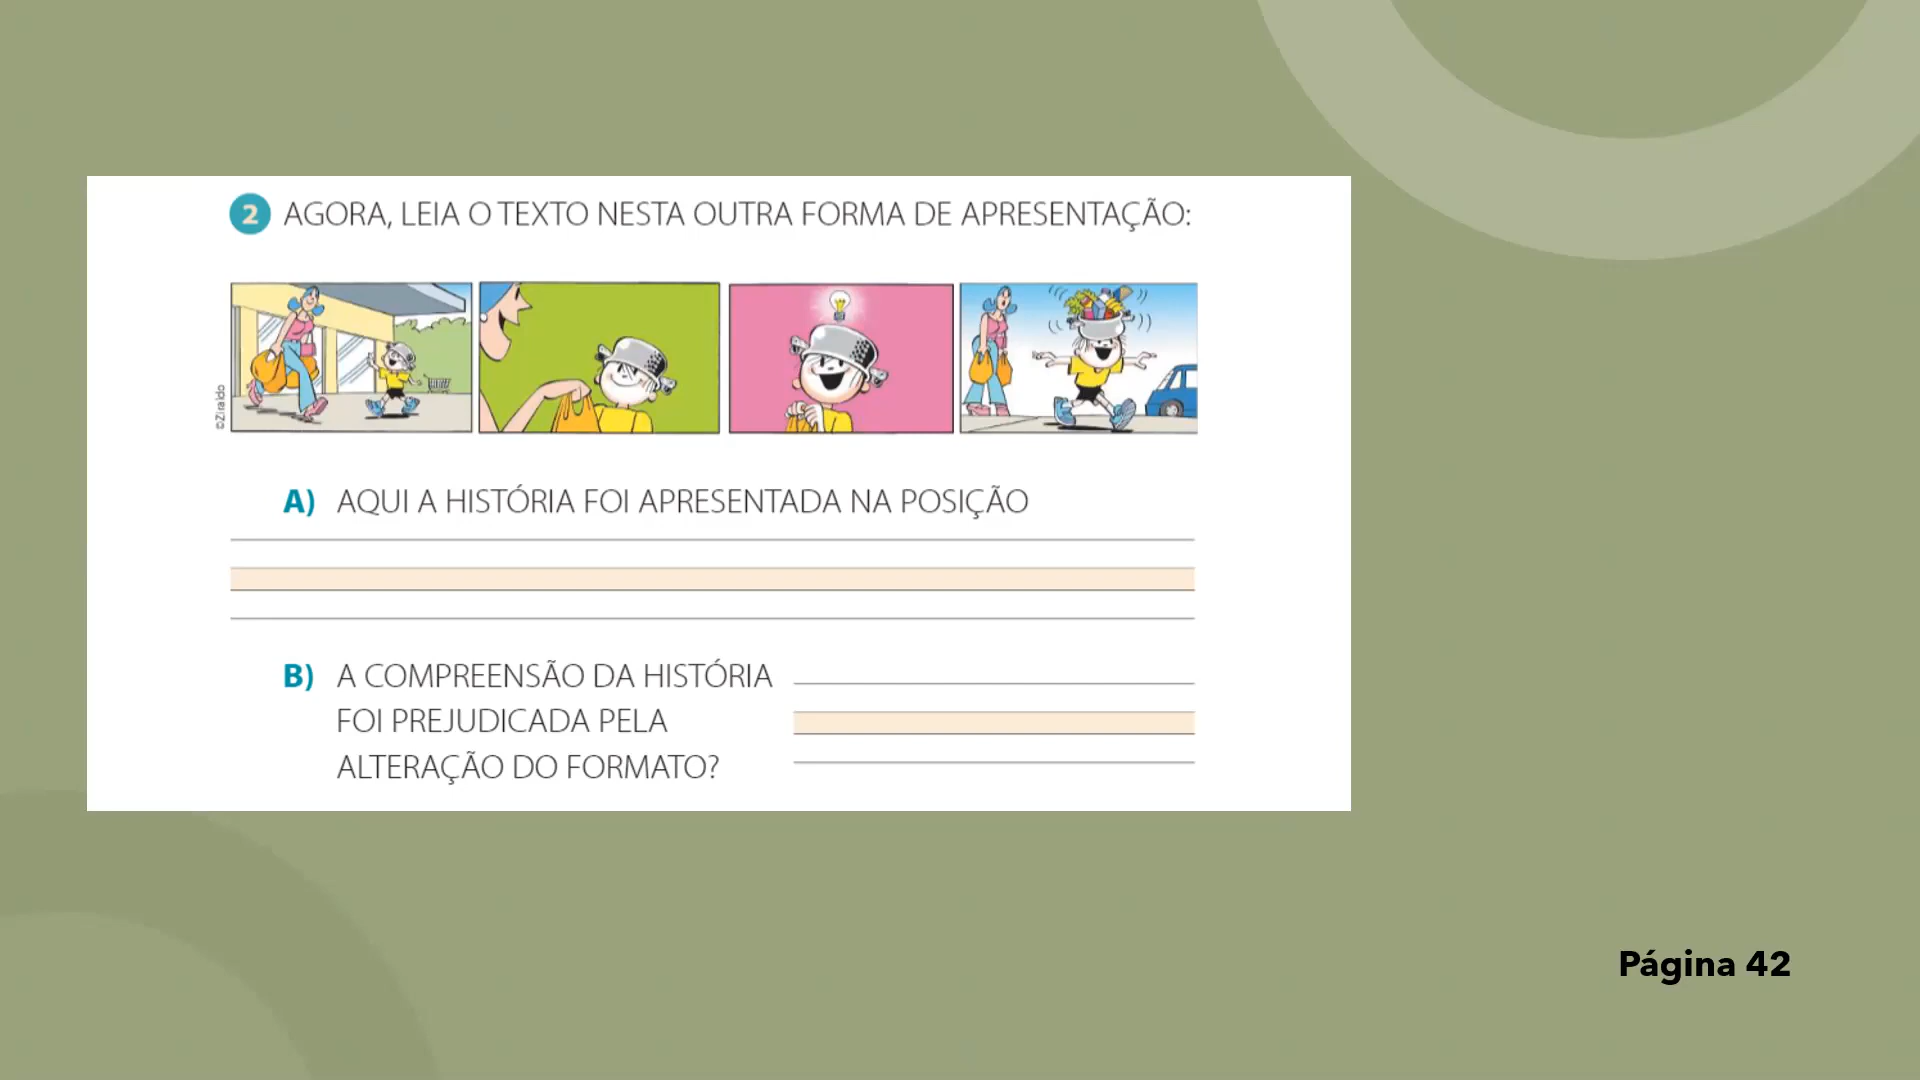 2 AGORA, LEIA O TEXTO NESTA OUTRA FORMA DE APRESENTAÇÃO:
©Ziraldo
A) AQUI A HISTÓRIA FOI APRESENTADA NA POSIÇÃO
B) A COMPREENSÃO DA HISTÓRIA
FOI PREJUDICADA PELA
ALTERAÇÃO DO FORMATO?
Página 42